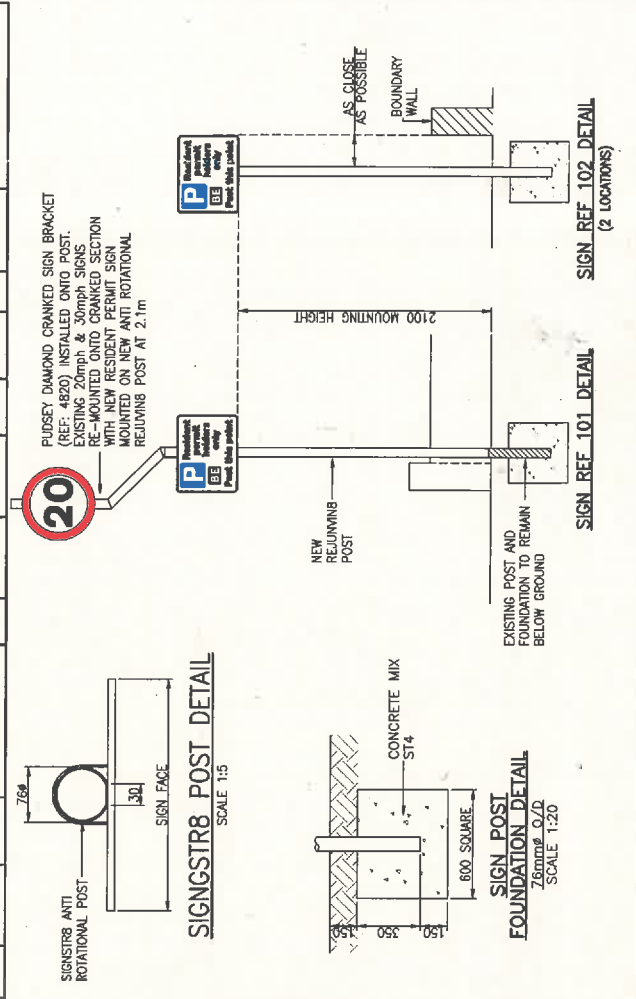 PUDSEY DIAMOND CRANKED SIGN BRACKET
(REF: 4820) INSTALLED ONTO POST.
EXISTING 20mph & 30mph SIGNS
RE-MOUNTED ONTO CRANKED SECTION
WITH NEW RESIDENT PERMIT SIGN
MOUNTED ON NEW ANTI ROTATIONAL
REJUVIN8 POST AT 2.1m
20
P
Resident
permit
holders
only
BE
Past this point
NEW
REJUNVIN8
POST
2100 MOUNTING HEIGHT
EXISTING POST AND
FOUNDATION TO REMAIN
BELOW GROUND
SIGN REF 101 DETAIL
P
Resident
permit
holders
only
BE
Past this point
AS CLOSE
AS POSSIBLE
BOUNDARY
WALL
SIGN REF 102 DETAIL
(2 LOCATIONS)
SIGNSTR8 ANTI
ROTATIONAL POST
76ø
30
SIGN FACE
SIGNGSTR8 POST DETAIL
SCALE 1:5
CONCRETE MIX
ST4
150
350
150
600 SQUARE
SIGN POST
FOUNDATION DETAIL
76mmø O/D
SCALE 1:20